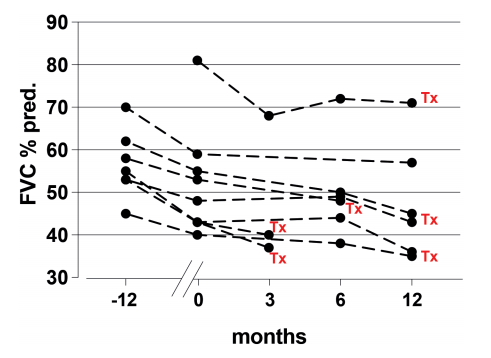 90
80
70
60
50
40
30
FVC % pred.
Tx
Tx
Tx
Tx
Tx
Tx
-12 0 3 6 12
months